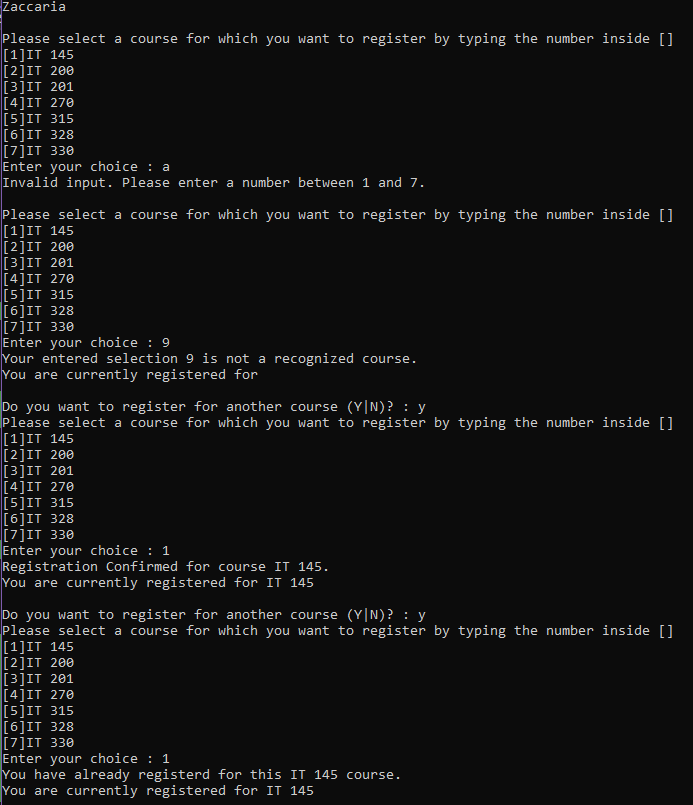 Zaccaria
Please select a course for which you want to register by typing the number inside []
[1]IT 145
[2]IT 200
[3]IT 201
[4]IT 270
[5]IT 315
[6]IT 328
[7]IT 330
Enter your choice : a
Invalid input. Please enter a number between 1 and 7.
Please select a course for which you want to register by typing the number inside []
[1]IT 145
[2]IT 200
[3]IT 201
[4]IT 270
[5]IT 315
[6]IT 328
[7]IT 330
Enter your choice : 9
Your entered selection 9 is not a recognized course.
You are currently registered for
Do you want to register for another course (Y|N)? : y
Please select a course for which you want to register by typing the number inside []
[1]IT 145
[2]IT 200
[3]IT 201
[4]IT 270
[5]IT 315
[6]IT 328
[7]IT 330
Enter your choice : 1
Registration Confirmed for course IT 145.
You are currently registered for IT 145
Do you want to register for another course (Y|N)? : y
Please select a course for which you want to register by typing the number inside []
[1]IT 145
[2]IT 200
[3]IT 201
[4]IT 270
[5]IT 315
[6]IT 328
[7]IT 330
Enter your choice : 1
You have already registerd for this IT 145 course.
You are currently registered for IT 145